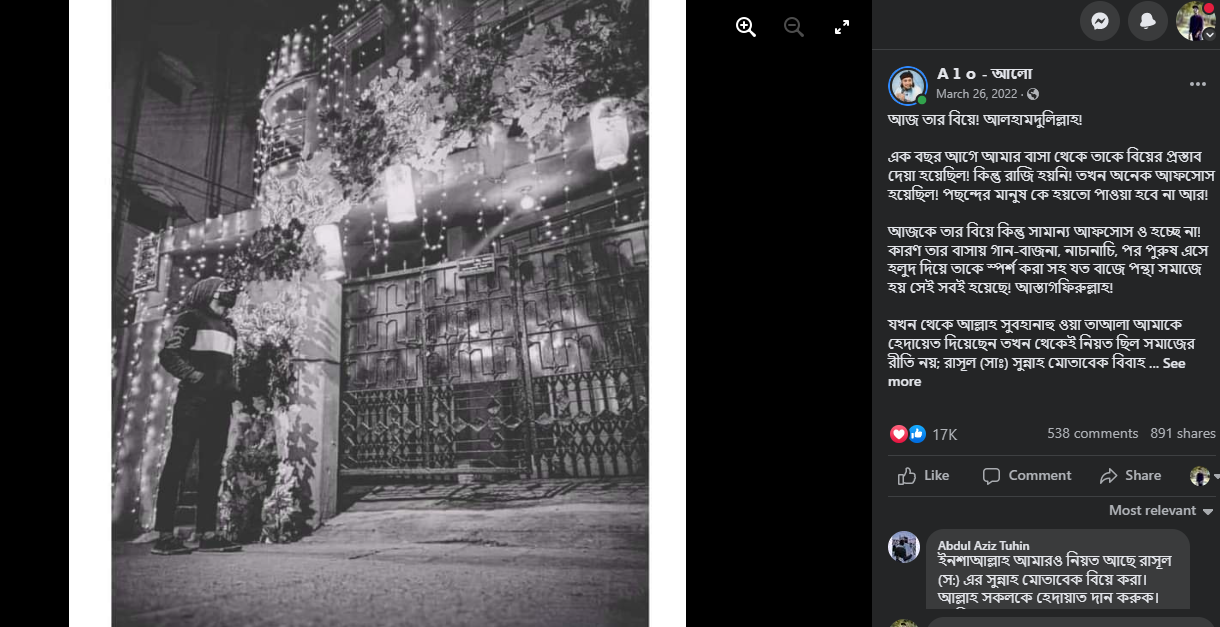 A l o - আলো
March 26, 2022
আজ তার বিয়ে! আলহামদুলিল্লাহ!
এক বছর আগে আমার বাসা থেকে তাকে বিয়ের প্রস্তাব
দেয়া হয়েছিল! কিন্তু রাজি হয়নি! তখন অনেক আফসোস
হয়েছিল! পছন্দের মানুষ কে হয়তো পাওয়া হবে না আর!
আজকে তার বিয়ে কিন্তু সামান্য আফসোস ও হচ্ছে না!
কারণ তার বাসায় গান-বাজনা, নাচানাচি, পর পুরুষ এসে
হলুদ দিয়ে তাকে স্পর্শ করা সহ যত বাজে পন্থা সমাজে
হয় সেই সবই হয়েছে! আস্তাগফিরুল্লাহ!
যখন থেকে আল্লাহ সুবহানাহু ওয়া তাআলা আমাকে
হেদায়েত দিয়েছেন তখন থেকেই নিয়ত ছিল সমাজের
রীতি নয়; রাসূল (সাঃ) সুন্নাহ মোতাবেক বিবাহ ... See
more
17K
538 comments 891 shares
Like Comment Share
Most relevant
Abdul Aziz Tuhin
ইনশাআল্লাহ আমারও নিয়ত আছে রাসূল
(স:) এর সুন্নাহ মোতাবেক বিয়ে করা।
আল্লাহ সকলকে হেদায়াত দান করুক।